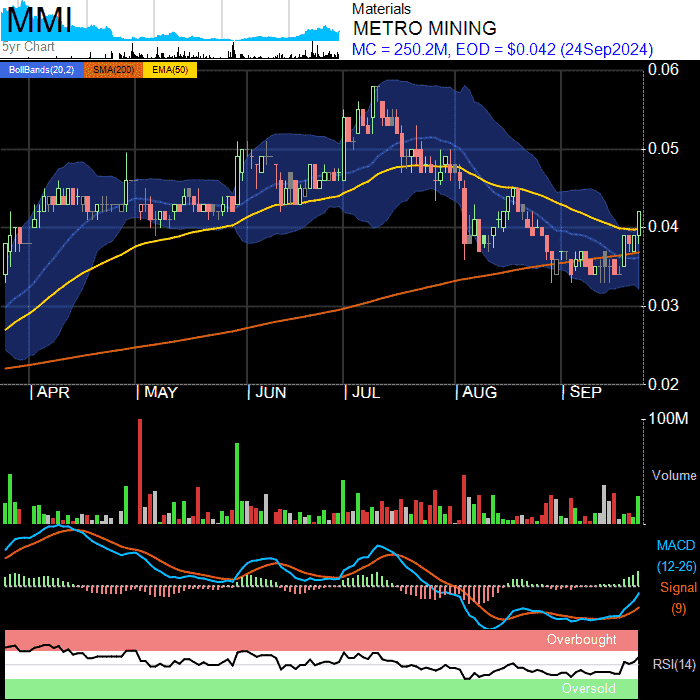 MMI
5yr Chart
Materials
METRO MINING
MC = 250.2M, EOD = $0.042 (24Sep2024)
BollBands(20,2) SMA(200) EMA(50)
0.06
0.05
0.04
0.03
0.02
|APR |MAY |JUN |JUL |AUG |SEP
100M
Volume
MACD
(12-26)
Signal
(9)
Overbought
RSI(14)
Oversold